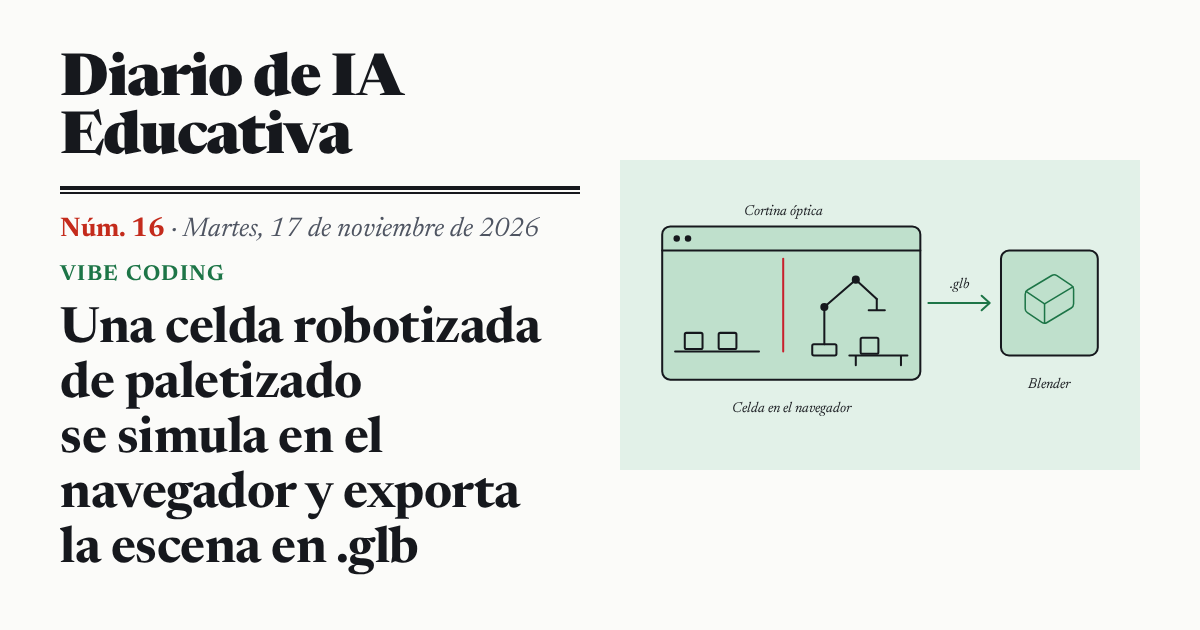 Diario de IA
Educativa
Núm. 16 · Martes, 17 de noviembre de 2026
VIBE CODING
Una celda robotizada
de paletizado
se simula en el
navegador y exporta
la escena en .glb
Cortina óptica
.glb
Blender
Celda en el navegador